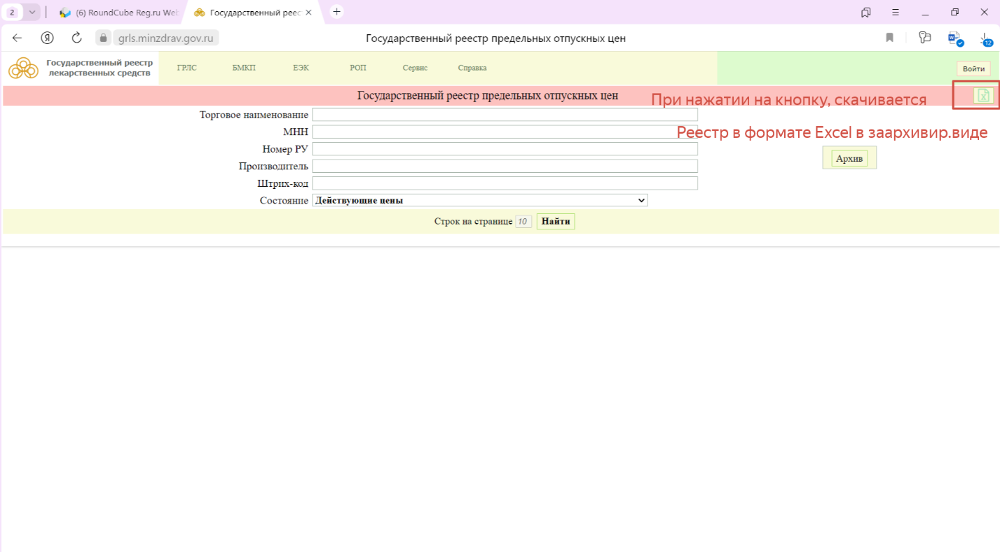 2
(6) RoundCube Reg.ru Web
Государственный реес
grls.minzdrav.gov.ru
Государственный реестр предельных отпускных цен
12
Государственный реестр
лекарственных средств
ГРЛС
БМКП
ЕЭК
РОП
Сервис
Справка
Войти
Государственный реестр предельных отпускных цен
При нажатии на кнопку, скачивается
Реестр в формате Excel в заархивир.виде
Торговое наименование
МНН
Номер РУ
Производитель
Штрих-код
Состояние Действующие цены
Архив
Строк на странице 10 Найти